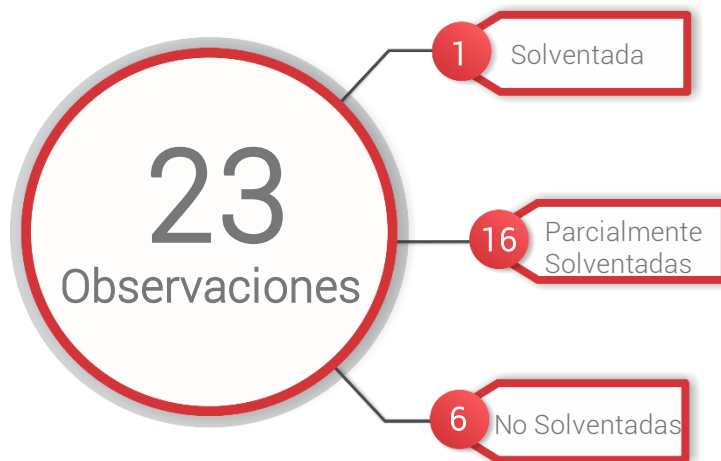 23
Observaciones
1
Solventada
16
Parcialmente
Solventadas
6
No Solventadas